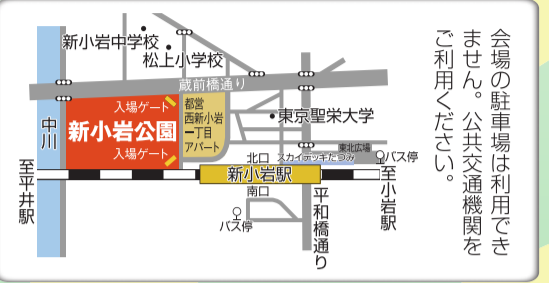 会場の駐車場は利用でき
ません。公共交通機関を
ご利用ください。
新小岩中学校
松上小学校
蔵前橋通り
入場ゲート
新小岩公園
入場ゲート
都営
西新小岩
一丁目
アパート
東京聖栄大学
中川
至平井駅
北口
スカイデッキたつみ
東北広場
バス停
新小岩駅
南口
バス停
平和橋通り
至小岩駅